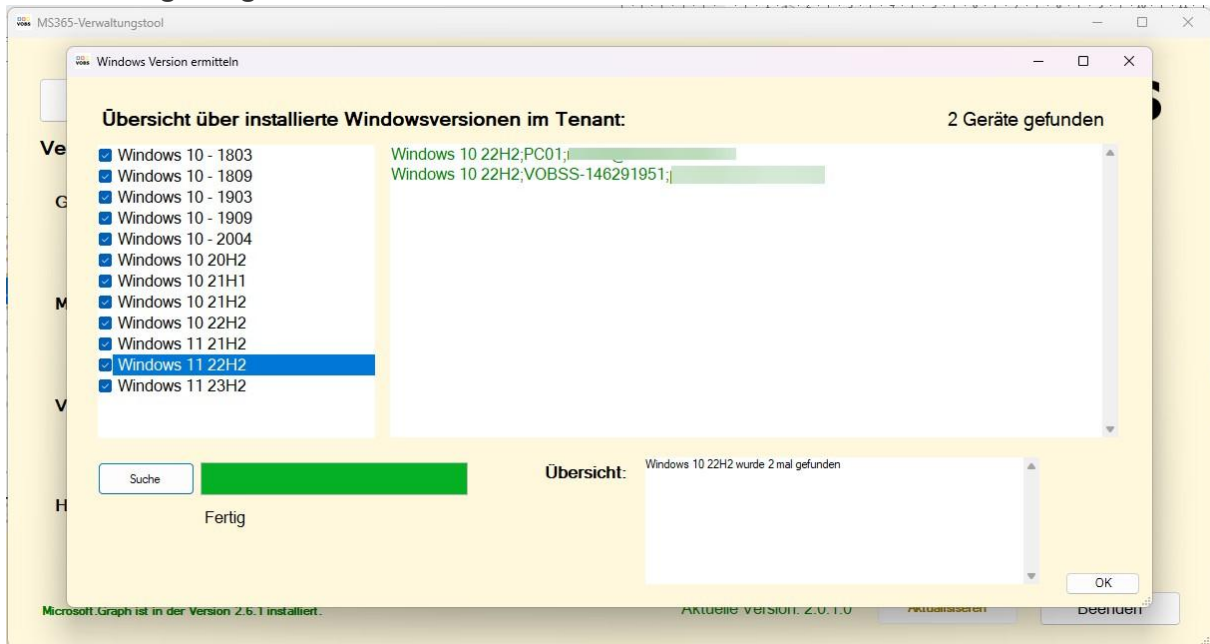 VOBS MS365-Verwaltungstool
VOBS Windows Version ermitteln
Übersicht über installierte Windowsversionen im Tenant:
2 Geräte gefunden
Ve
G
M
V
H
Windows 10 - 1803
Windows 10 - 1809
Windows 10 - 1903
Windows 10 - 1909
Windows 10 - 2004
Windows 10 20H2
Windows 10 21H1
Windows 10 21H2
Windows 10 22H2
Windows 11 21H2
Windows 11 22H2
Windows 11 23H2
Windows 10 22H2;PC01;
Windows 10 22H2;VOBSS-146291951;
Suche
Fertig
Übersicht:
Windows 10 22H2 wurde 2 mal gefunden
OK
Microsoft.Graph ist in der Version 2.6.1 installiert.
Aktuelle Version: 2.0.1.0
Aktualisieren
Beenden